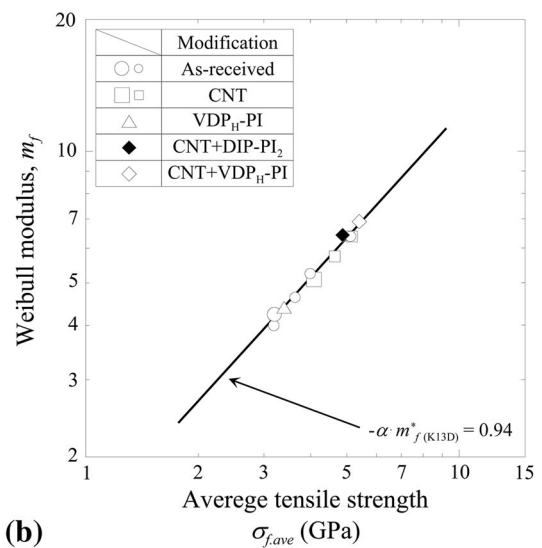 20
Modification
As-received
CNT
VDPH-PI
CNT+DIP-PI2
CNT+VDPH-PI
10
7
6
5
4
3
2
Weibull modulus, mf
-α· m*f (K13D) = 0.94
1 2 3 4 5 6 7 10 15
Averege tensile strength
(b) σf.ave (GPa)